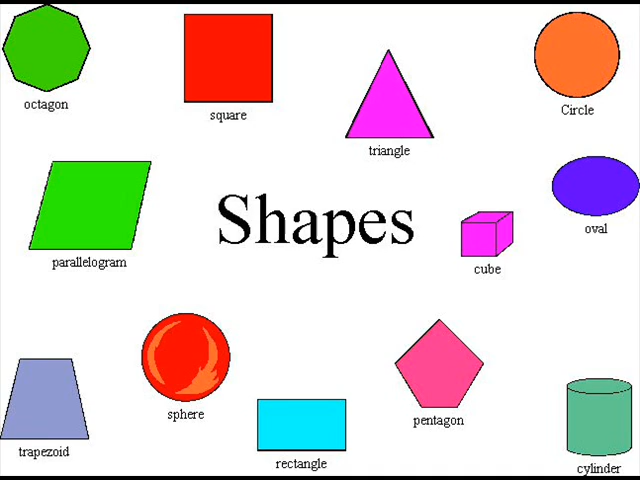 octagon
square
triangle
Circle
parallelogram
Shapes
oval
cube
trapezoid
sphere
rectangle
pentagon
cylinder